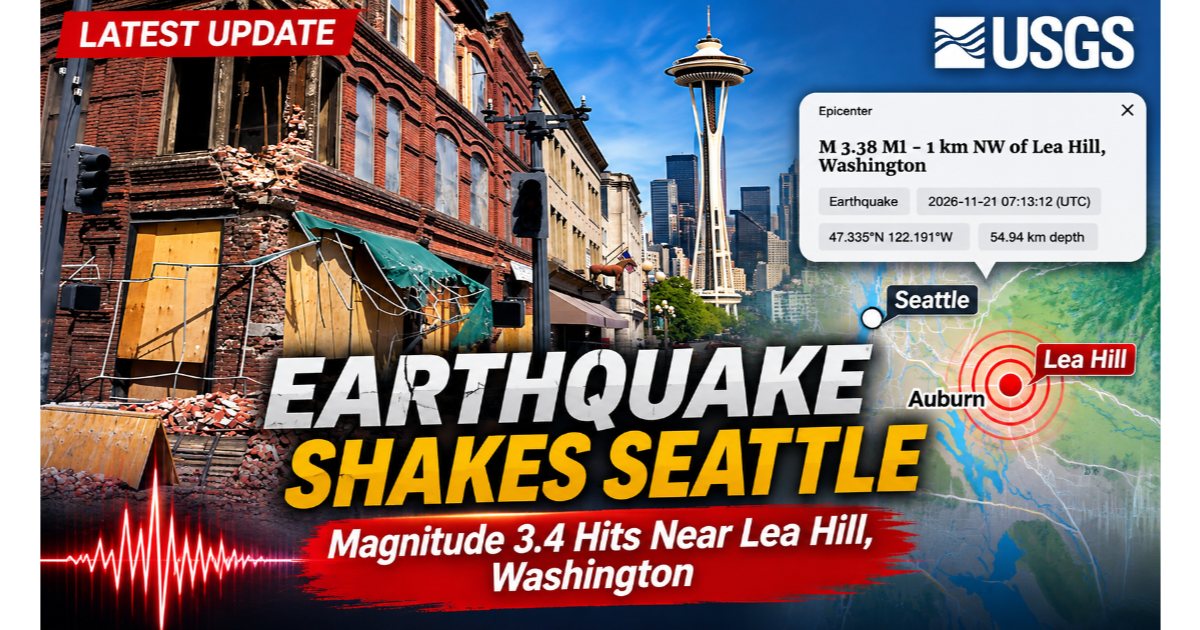 LATEST UPDATE
USGS
Epicenter
M 3.38 Ml - 1 km NW of Lea Hill,
Washington
Earthquake
2026-11-21 07:13:12 (UTC)
47.335°N 122.191°W
54.94 km depth
Seattle
Lea Hill
Auburn
EARTHQUAKE
SHAKES SEATTLE
Magnitude 3.4 Hits Near Lea Hill,
Washington